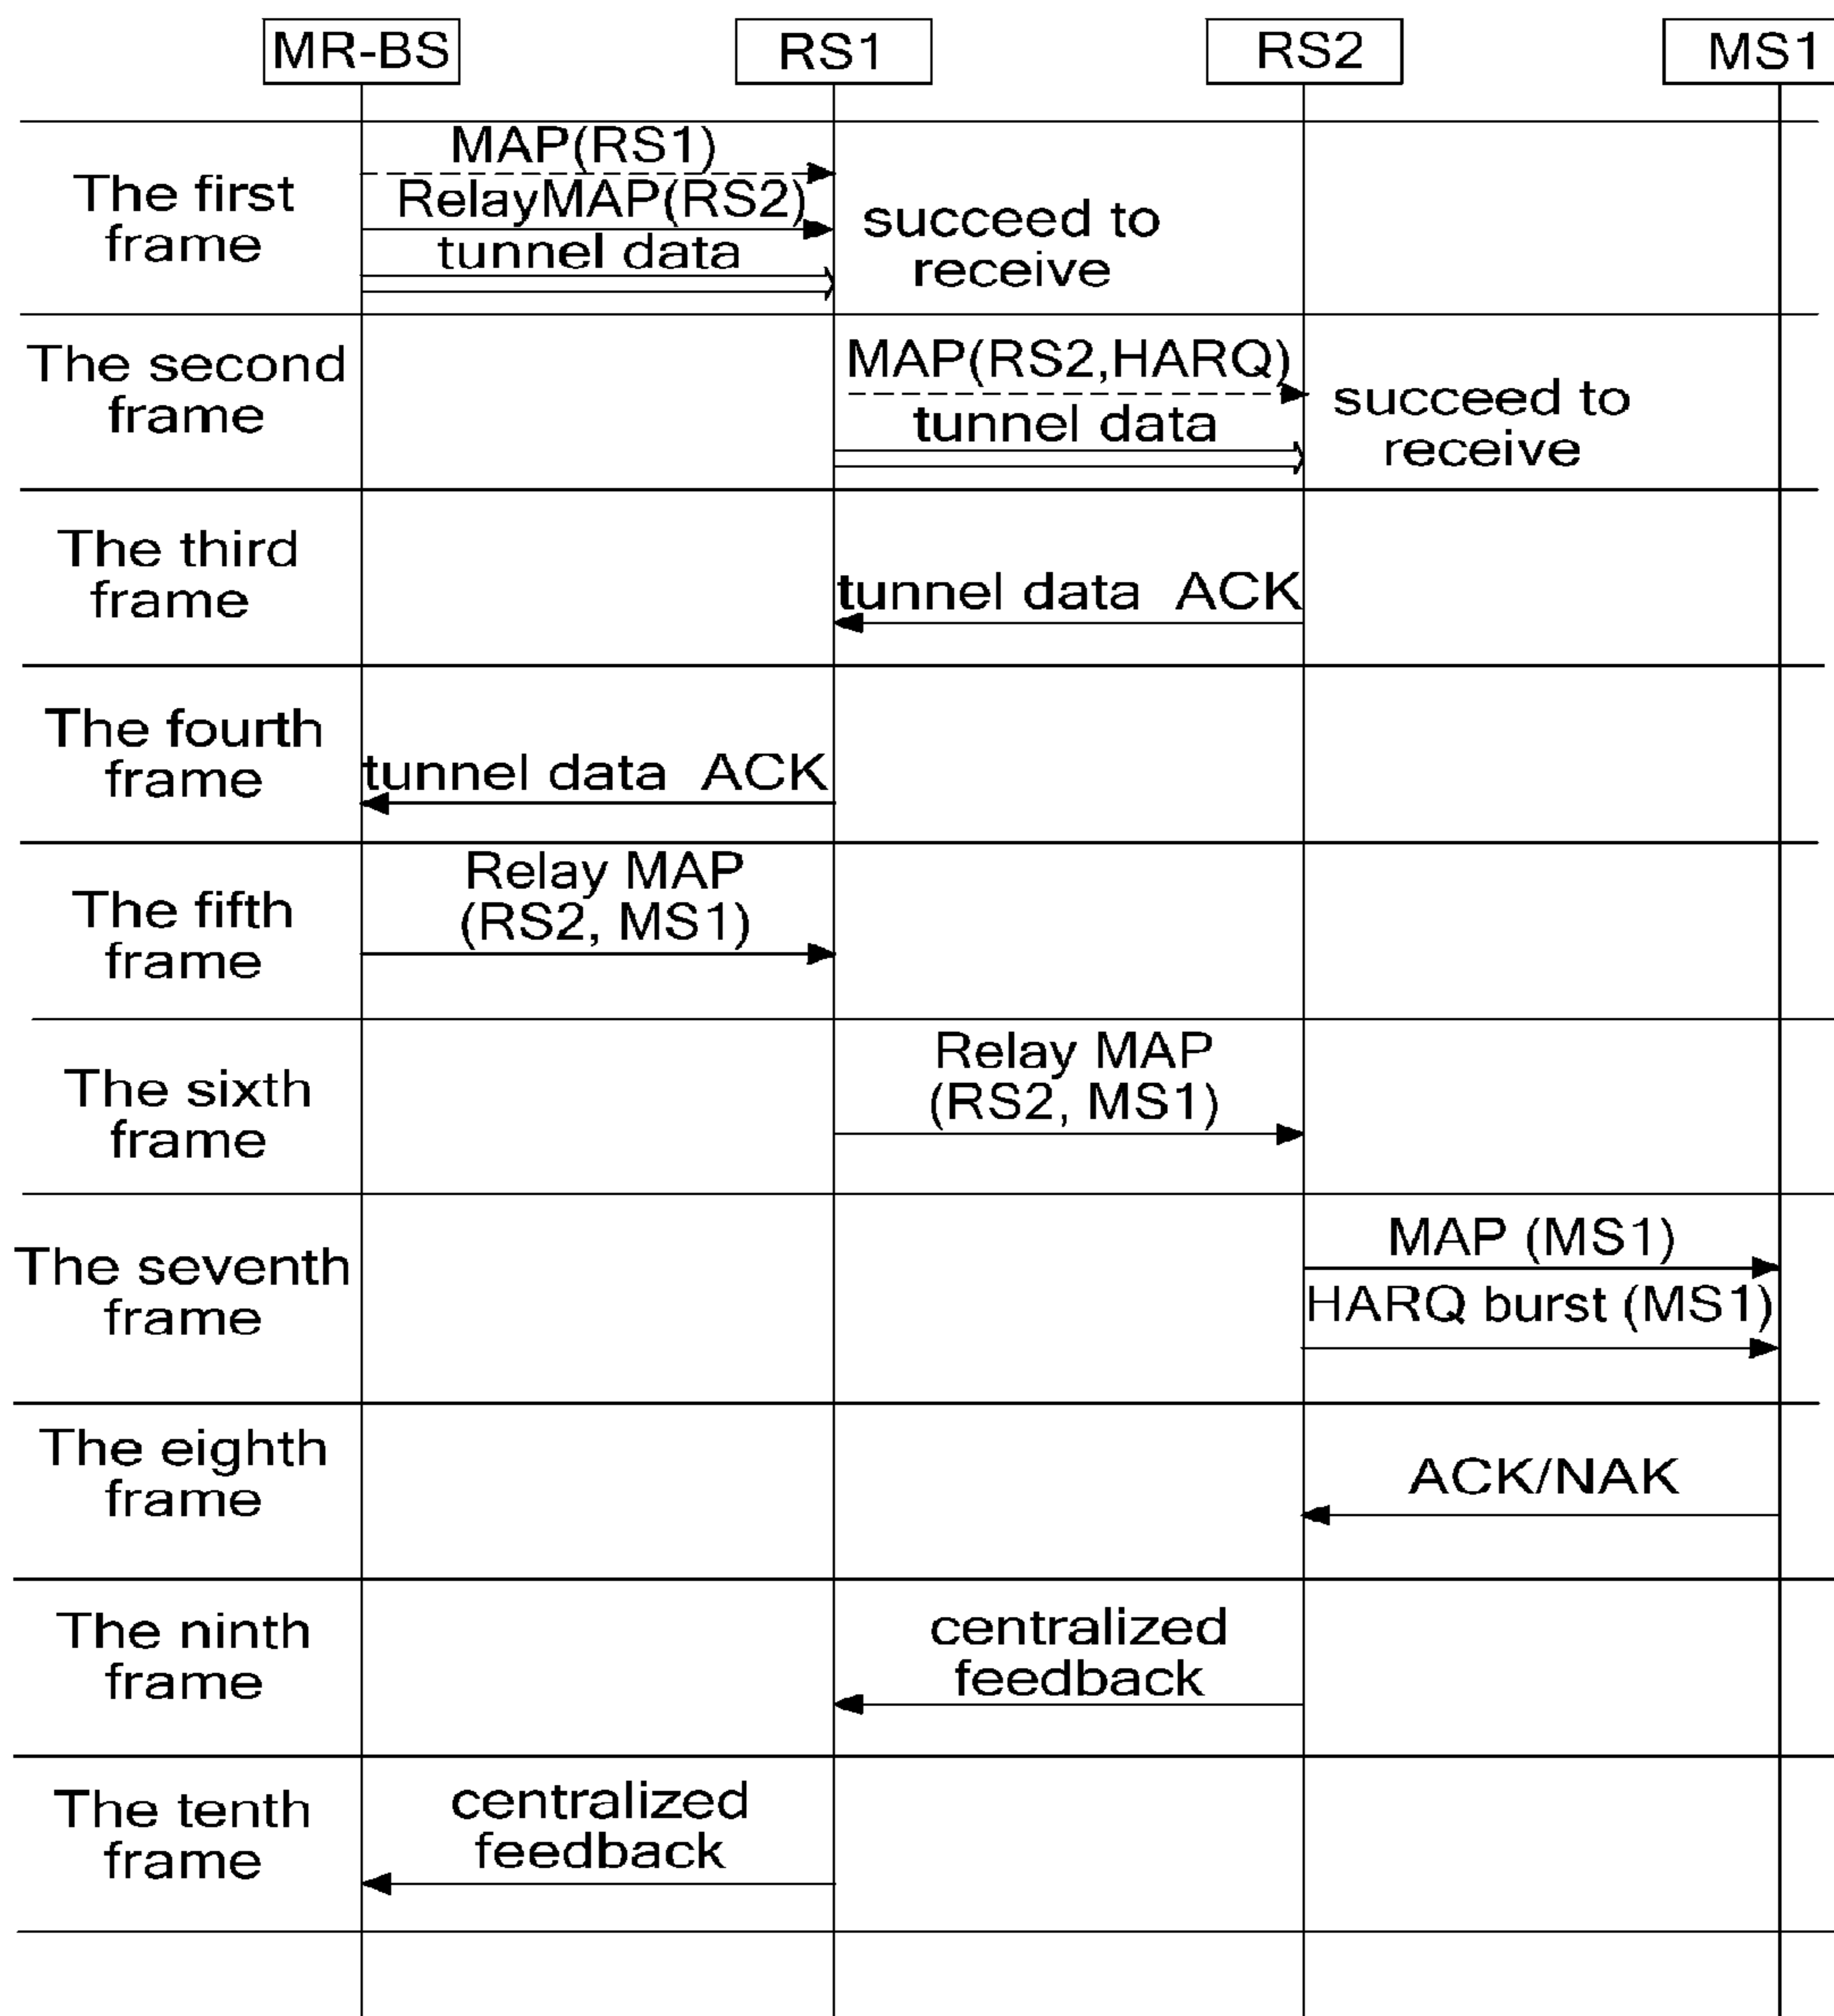 MR-BS
RS1
RS2
MS1
The first
frame
MAP(RS1)
RelayMAP(RS2)
tunnel data
succeed to
receive
The second
frame
MAP(RS2,HARQ)
tunnel data
succeed to
receive
The third
frame
tunnel data ACK
The fourth
frame
tunnel data ACK
The fifth
frame
Relay MAP
(RS2, MS1)
The sixth
frame
Relay MAP
(RS2, MS1)
The seventh
frame
MAP (MS1)
HARQ burst (MS1)
The eighth
frame
ACK/NAK
The ninth
frame
centralized
feedback
The tenth
frame
centralized
feedback